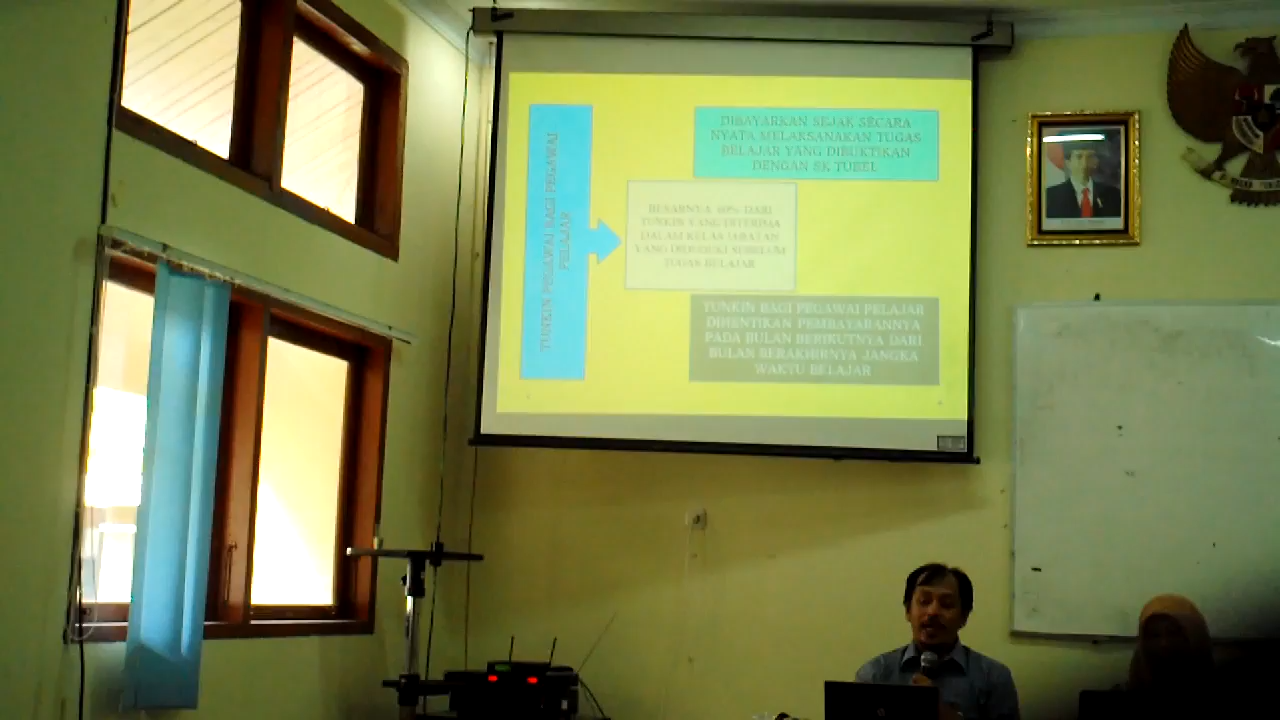 TUNKIN PEGAWAI BAGI PEGAWAI
PELAJAR
DIBAYARKAN SEJAK SECARA
NYATA MELAKSANAKAN TUGAS
BELAJAR YANG DIBUKTIKAN
DENGAN SK TUBEL
BESARNYA 80% DARI
TUNKIN YANG DITERIMA
DALAM KELAS JABATAN
YANG DIDUDUKI SEBELUM
TUGAS BELAJAR
TUNKIN BAGI PEGAWAI PELAJAR
DIHENTIKAN PEMBAYARANNYA
PADA BULAN BERIKUTNYA DARI
BULAN BERAKHIRNYA JANGKA
WAKTU BELAJAR